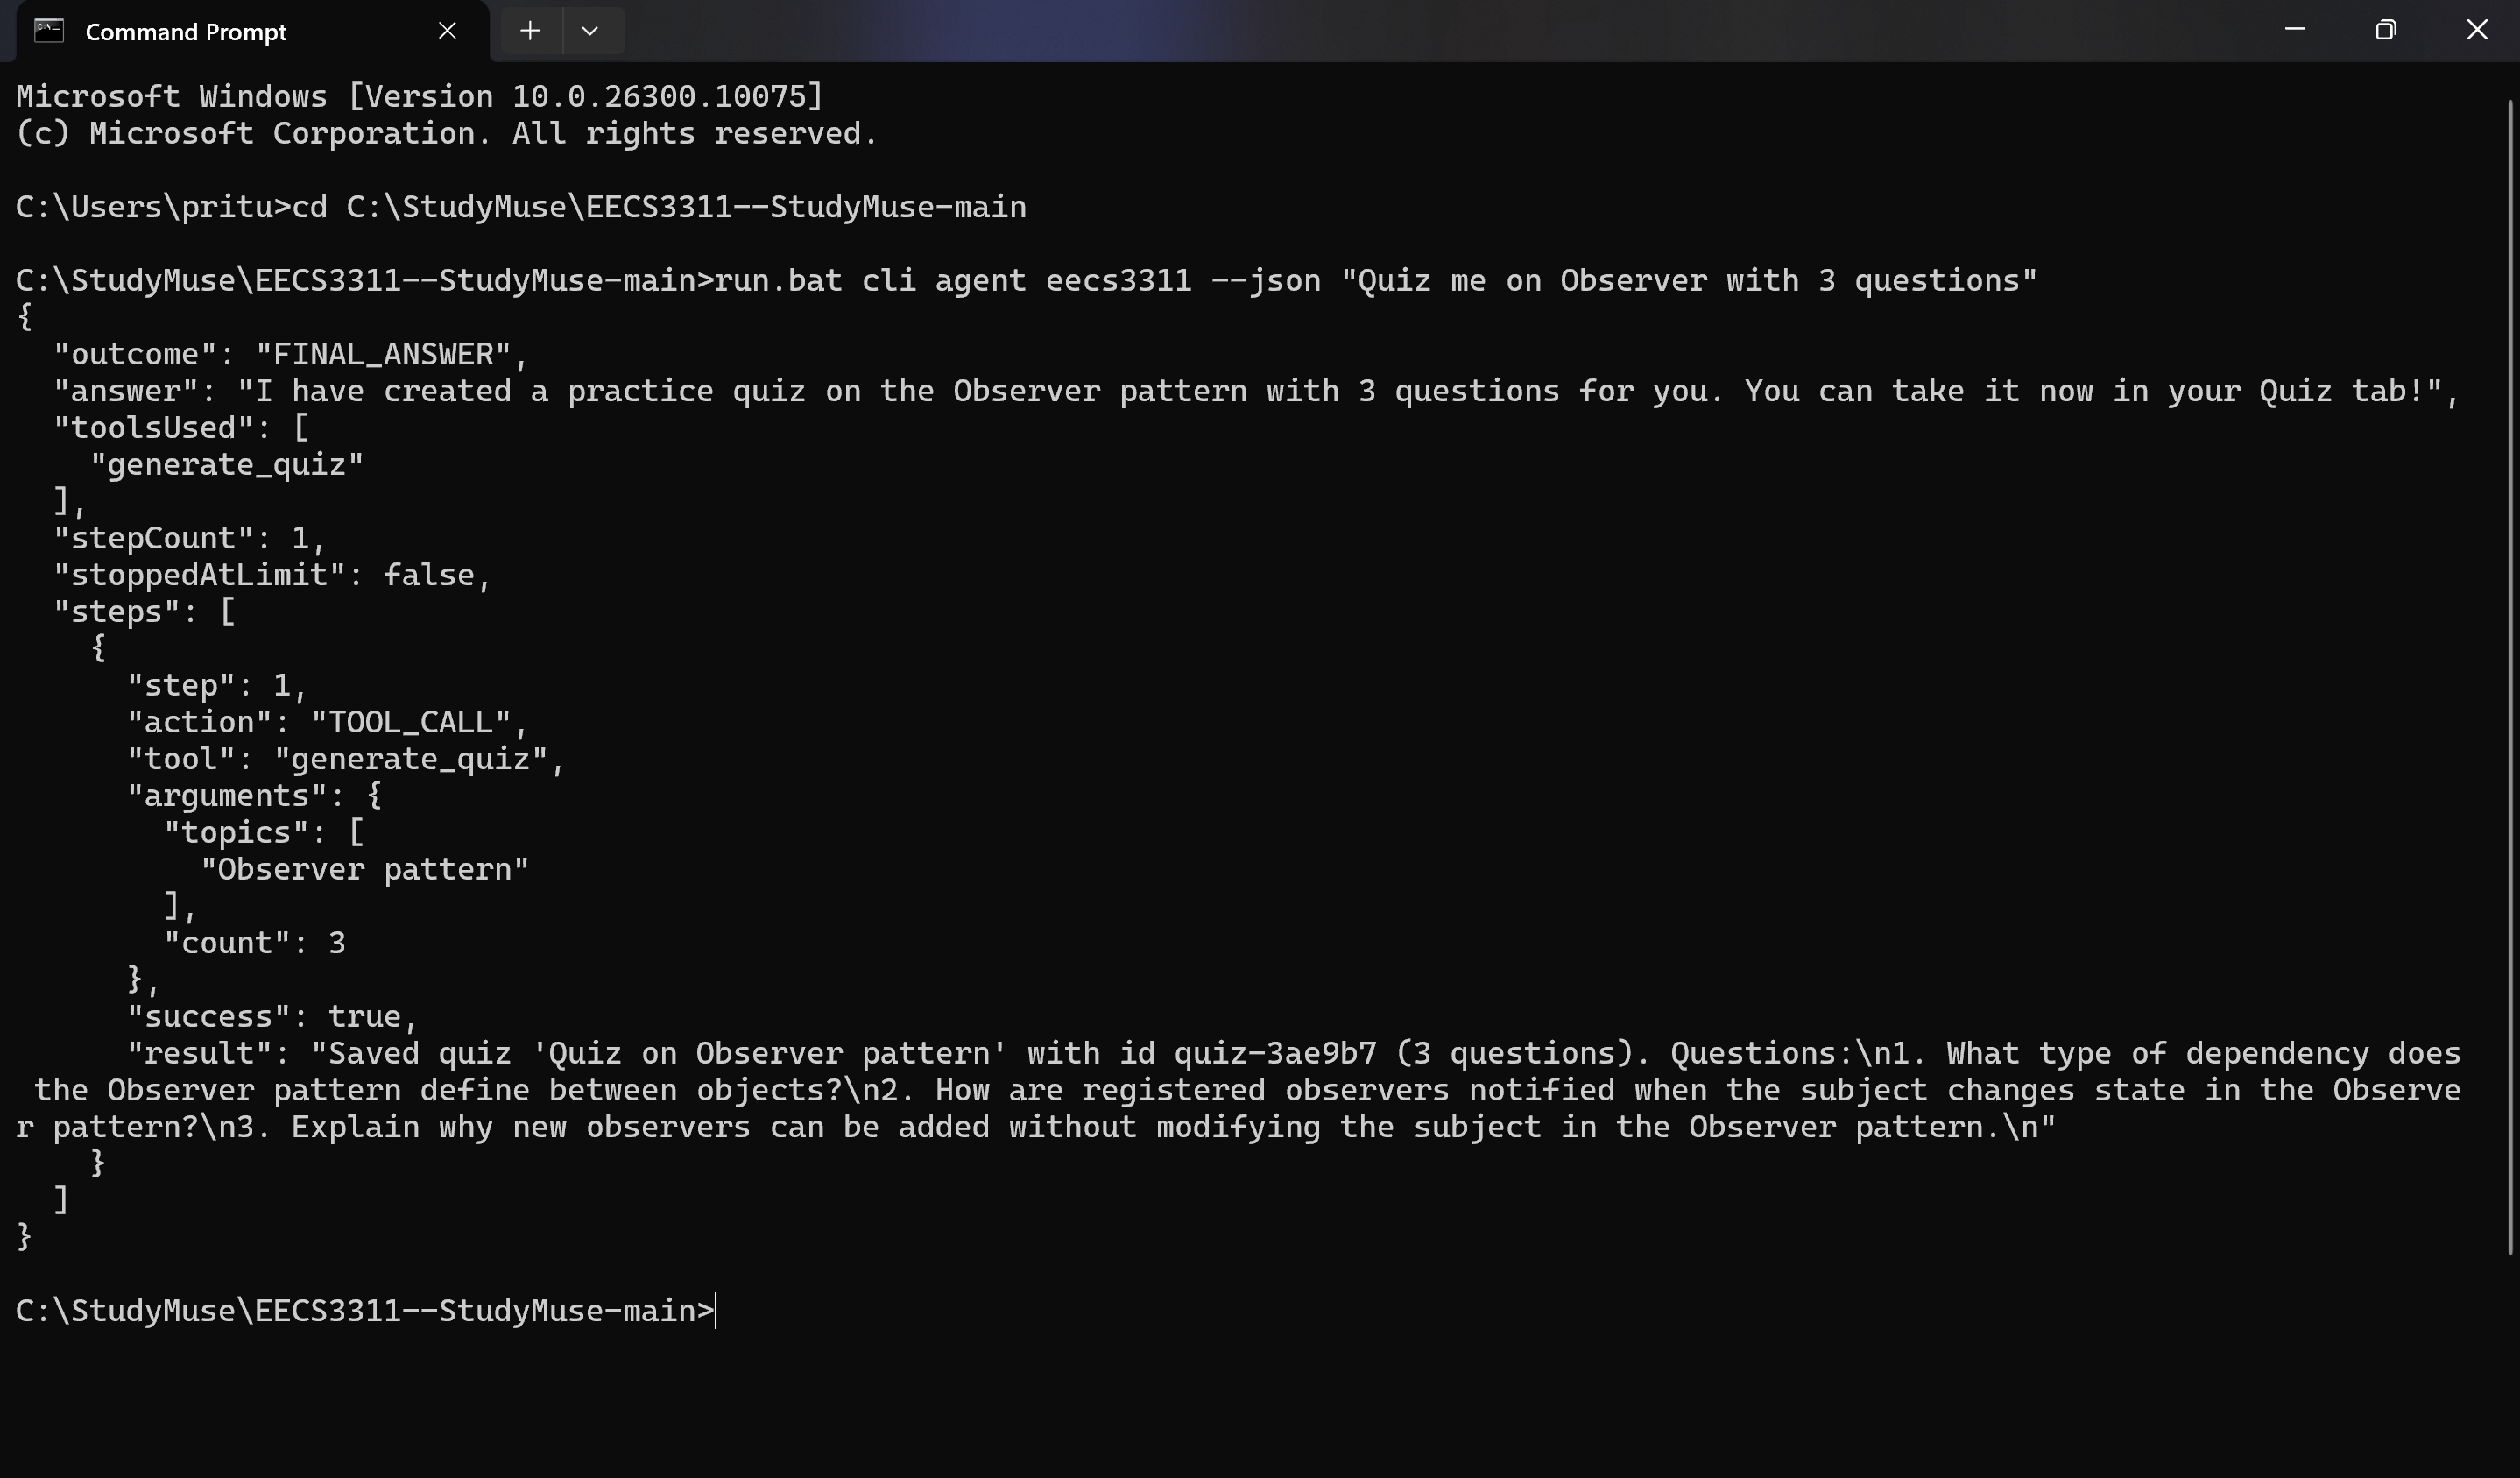 Command Prompt
Microsoft Windows [Version 10.0.26300.10075]
(c) Microsoft Corporation. All rights reserved.
C:\Users\pritu>cd C:\StudyMuse\EECS3311--StudyMuse-main
C:\StudyMuse\EECS3311--StudyMuse-main>run.bat cli agent eecs3311 --json "Quiz me on Observer with 3 questions"
{
  "outcome": "FINAL_ANSWER",
  "answer": "I have created a practice quiz on the Observer pattern with 3 questions for you. You can take it now in your Quiz tab!",
  "toolsUsed": [
    "generate_quiz"
  ],
  "stepCount": 1,
  "stoppedAtLimit": false,
  "steps": [
    {
      "step": 1,
      "action": "TOOL_CALL",
      "tool": "generate_quiz",
      "arguments": {
        "topics": [
          "Observer pattern"
        ],
        "count": 3
      },
      "success": true,
      "result": "Saved quiz 'Quiz on Observer pattern' with id quiz-3ae9b7 (3 questions). Questions:\n1. What type of dependency does
 the Observer pattern define between objects?\n2. How are registered observers notified when the subject changes state in the Observe
r pattern?\n3. Explain why new observers can be added without modifying the subject in the Observer pattern.\n"
    }
  ]
}
C:\StudyMuse\EECS3311--StudyMuse-main>